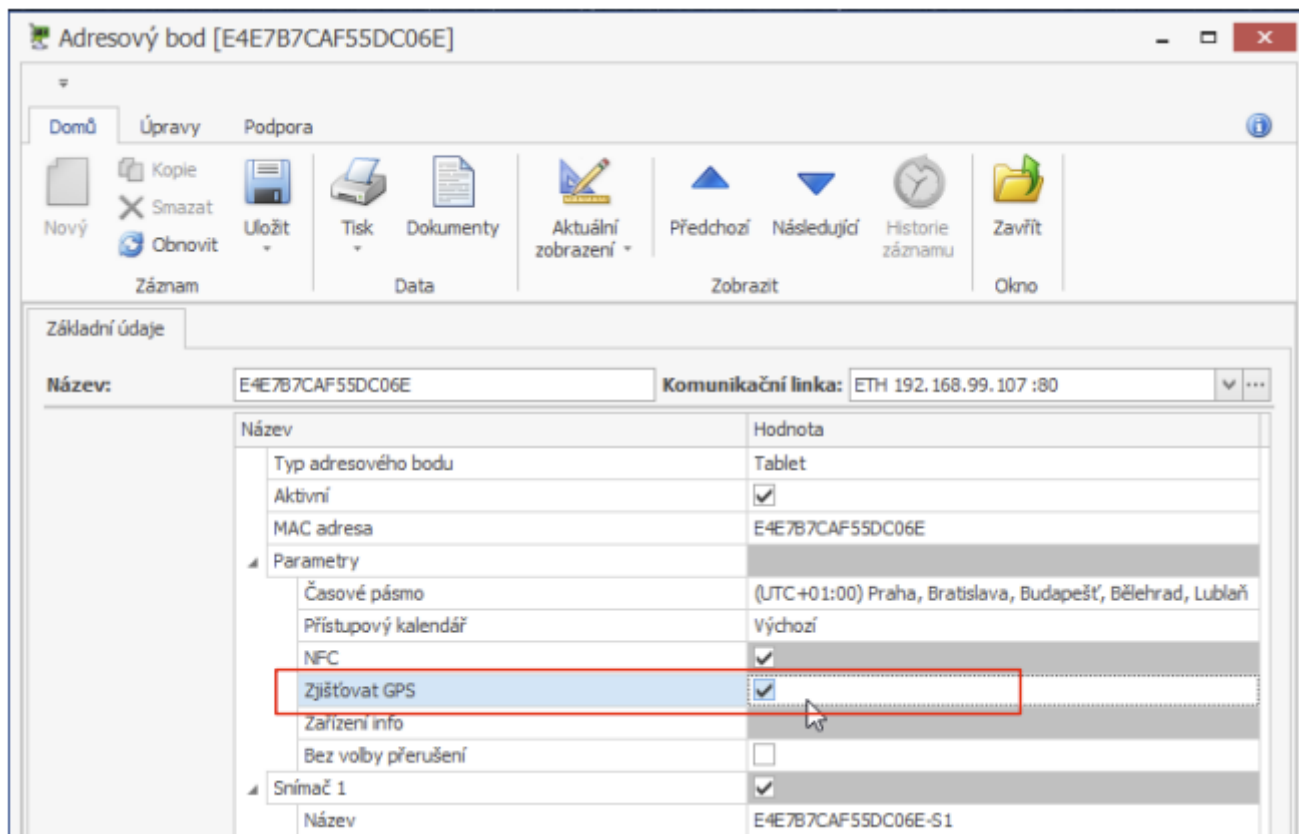 Adresový bod [E4E7B7CAF55DC06E]
Domů Úpravy Podpora
Nový
Kopie
Smazat
Obnovit
Uložit
Tisk
Dokumenty
Aktuální
zobrazení
Předchozí
Následující
Historie
záznamu
Zavřít
Záznam Data Zobrazit Okno
Základní údaje
Název: E4E7B7CAF55DC06E Komunikační linka: ETH 192.168.99.107 :80
Název Hodnota
Typ adresového bodu Tablet
Aktivní
MAC adresa E4E7B7CAF55DC06E
Parametry
Časové pásmo (UTC+01:00) Praha, Bratislava, Budapešť, Bělehrad, Lublaň
Přístupový kalendář Výchozí
NFC
Zjišťovat GPS
Zařízení info
Bez volby přerušení
Snímač 1
Název E4E7B7CAF55DC06E-S1